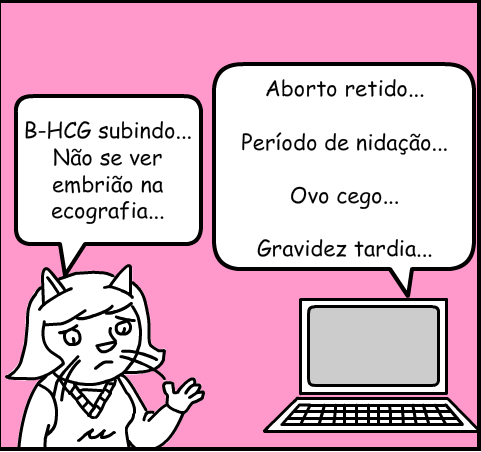 B-HCG subindo...
Não se ver
embrião na
ecografia...
Aborto retido...
Período de nidação...
Ovo cego...
Gravidez tardia...